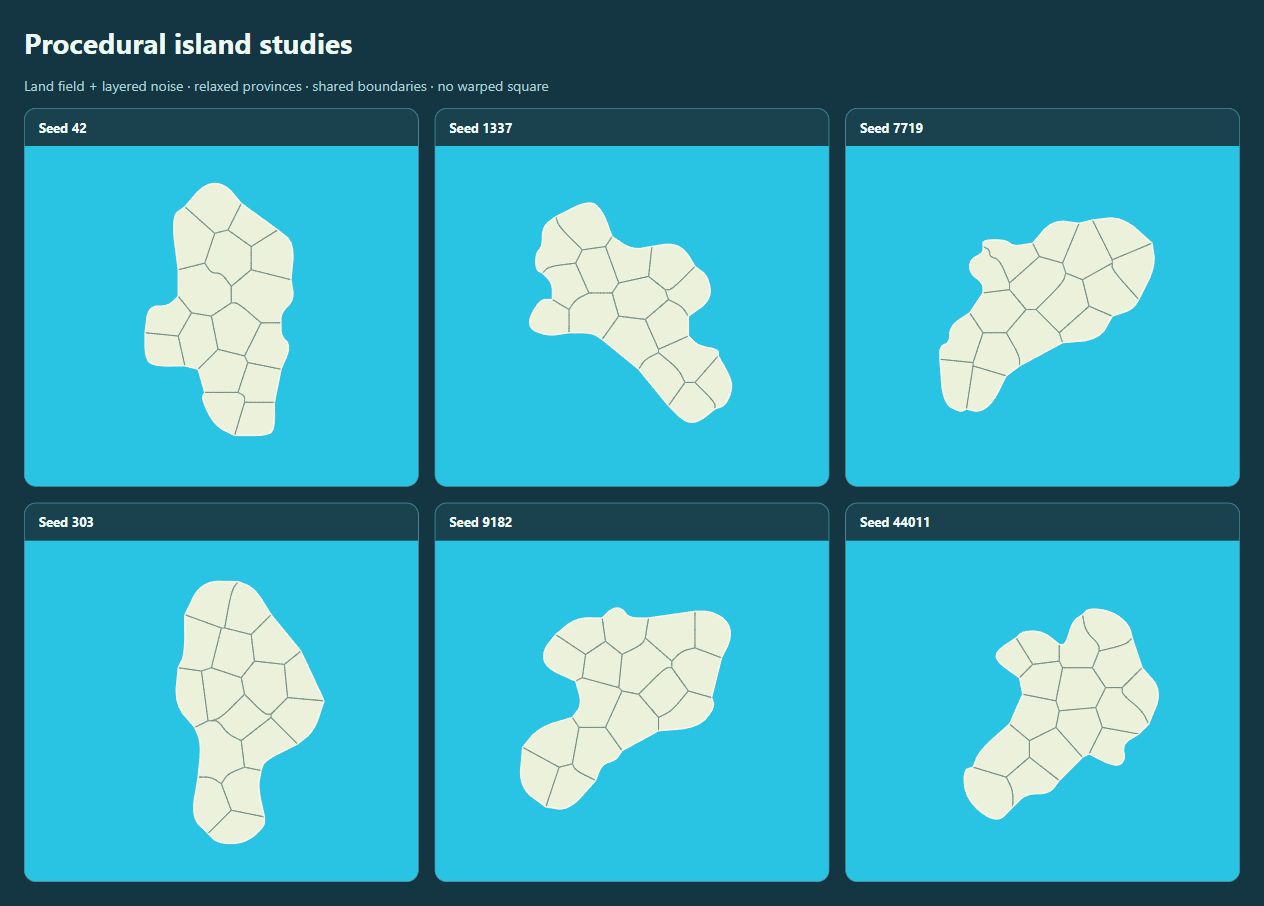 Procedural island studies
Land field + layered noise · relaxed provinces · shared boundaries · no warped square
Seed 42
Seed 1337
Seed 7719
Seed 303
Seed 9182
Seed 44011